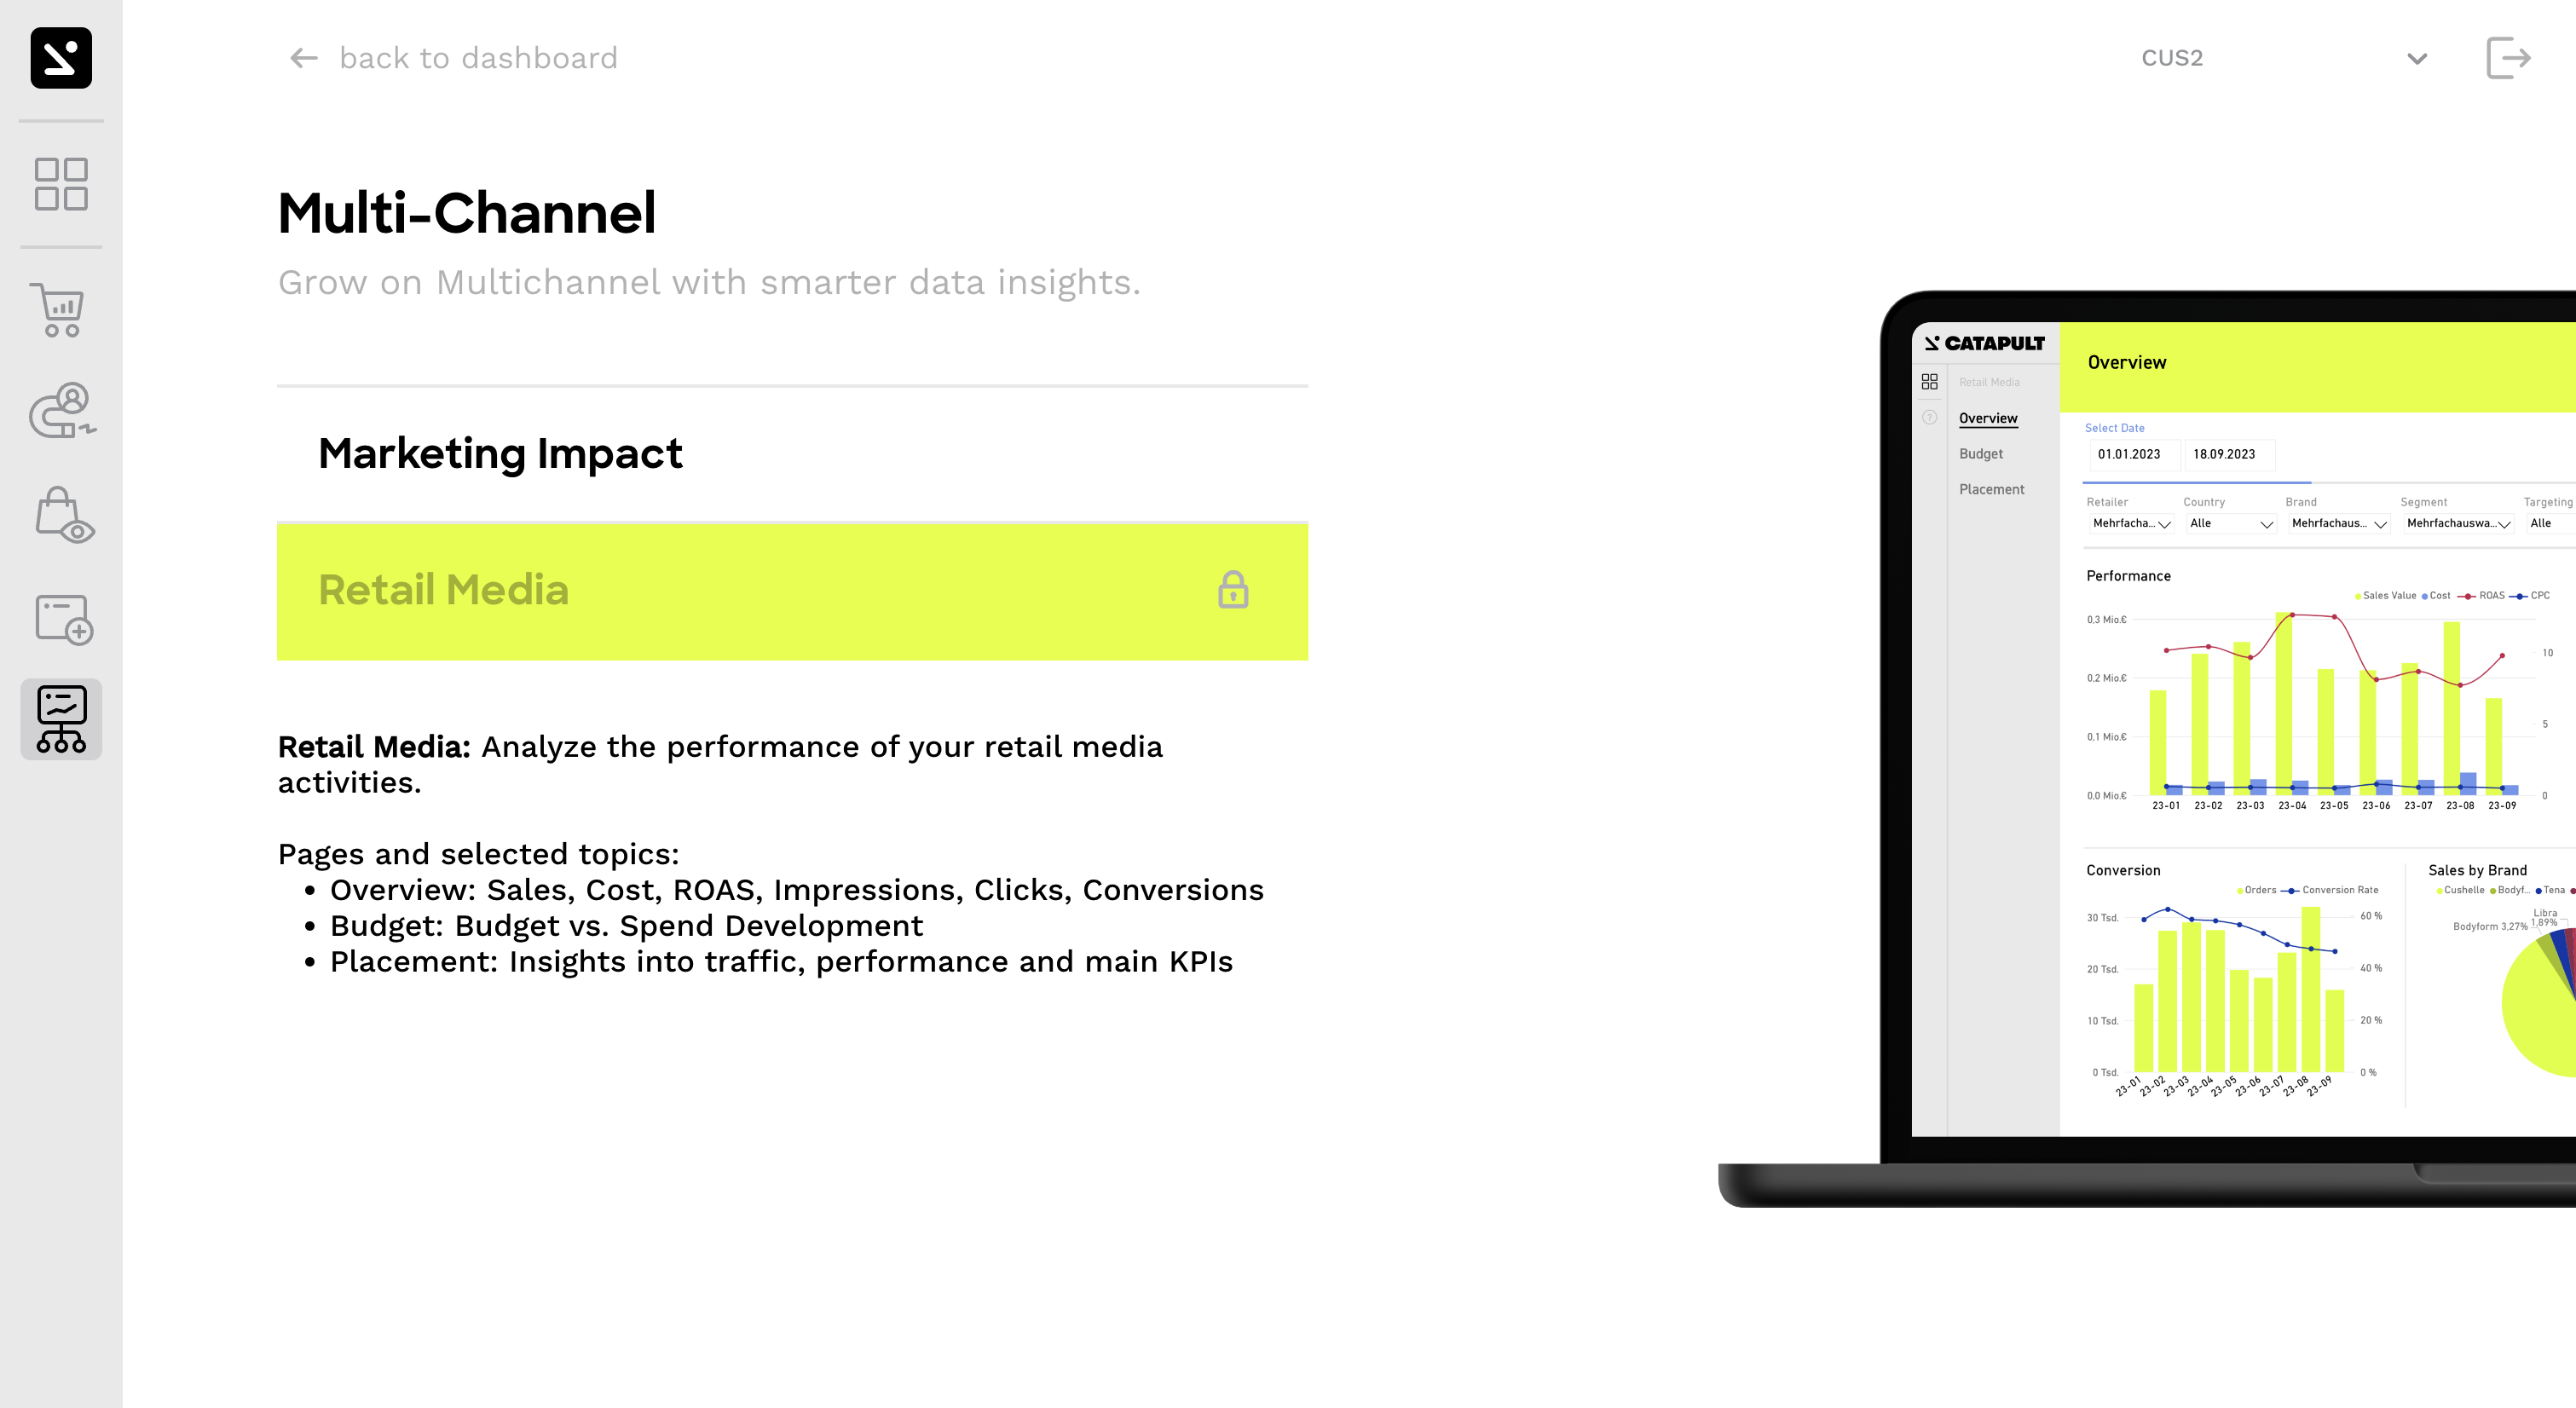 back to dashboard
CUS2
Multi-Channel
Grow on Multichannel with smarter data insights.
Marketing Impact
Retail Media
Retail Media: Analyze the performance of your retail media
activities.
Pages and selected topics:
• Overview: Sales, Cost, ROAS, Impressions, Clicks, Conversions
• Budget: Budget vs. Spend Development
• Placement: Insights into traffic, performance and main KPIs
CATAPULT
Retail Media
Overview
Budget
Placement
Overview
Select Date
01.01.2023 18.09.2023
Retailer Country Brand Segment Targeting
Mehrfacha... Alle Mehrfachaus... Mehrfachauswa... Alle
Performance
Sales Value Cost ROAS CPC
0,3 Mio.€
0,2 Mio.€
0,1 Mio.€
0,0 Mio.€
10
5
0
23-01 23-02 23-03 23-04 23-05 23-06 23-07 23-08 23-09
Conversion
Orders Conversion Rate
30 Tsd.
20 Tsd.
10 Tsd.
0 Tsd.
60 %
40 %
20 %
0 %
23-01 23-02 23-03 23-04 23-05 23-06 23-07 23-08 23-09
Sales by Brand
Cushelle Bodyf... Tena
Libra
1,89%
Bodyform 3,27%